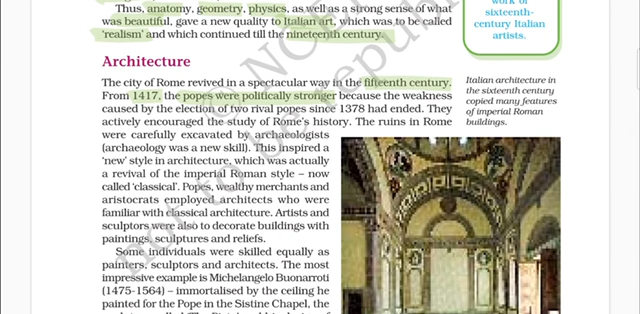 Thus, anatomy, geometry, physics, as well as a strong sense of what
was beautiful, gave a new quality to Italian art, which was to be called
'realism' and which continued till the nineteenth century.
work of
sixteenth-
century Italian
artists.
Architecture
The city of Rome revived in a spectacular way in the fifteenth century.
From 1417, the popes were politically stronger because the weakness
caused by the election of two rival popes since 1378 had ended. They
actively encouraged the study of Rome's history. The ruins in Rome
were carefully excavated by archaeologists
(archaeology was a new skill). This inspired a
'new' style in architecture, which was actually
a revival of the imperial Roman style – now
called 'classical'. Popes, wealthy merchants and
aristocrats employed architects who were
familiar with classical architecture. Artists and
sculptors were also to decorate buildings with
paintings, sculptures and reliefs.
Some individuals were skilled equally as
painters, sculptors and architects. The most
impressive example is Michelangelo Buonarroti
(1475-1564) – immortalised by the ceiling he
painted for the Pope in the Sistine Chapel, the
Italian architecture in
the sixteenth century
copied many features
of imperial Roman
buildings.
not to be republ